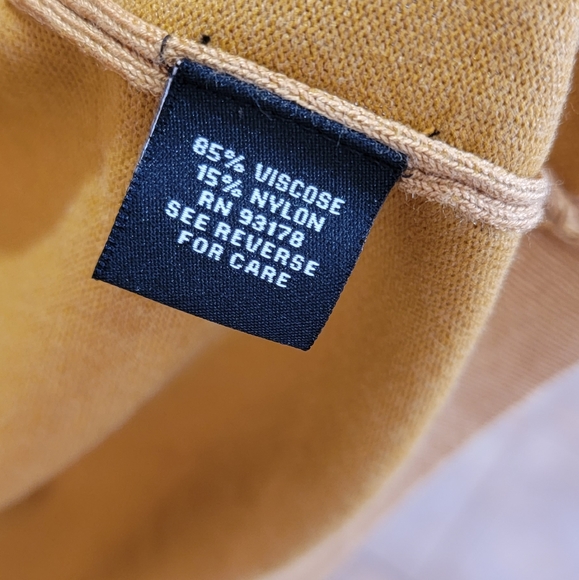 85% VISCOSE
15% NYLON
RN 93178
SEE REVERSE
FOR CARE